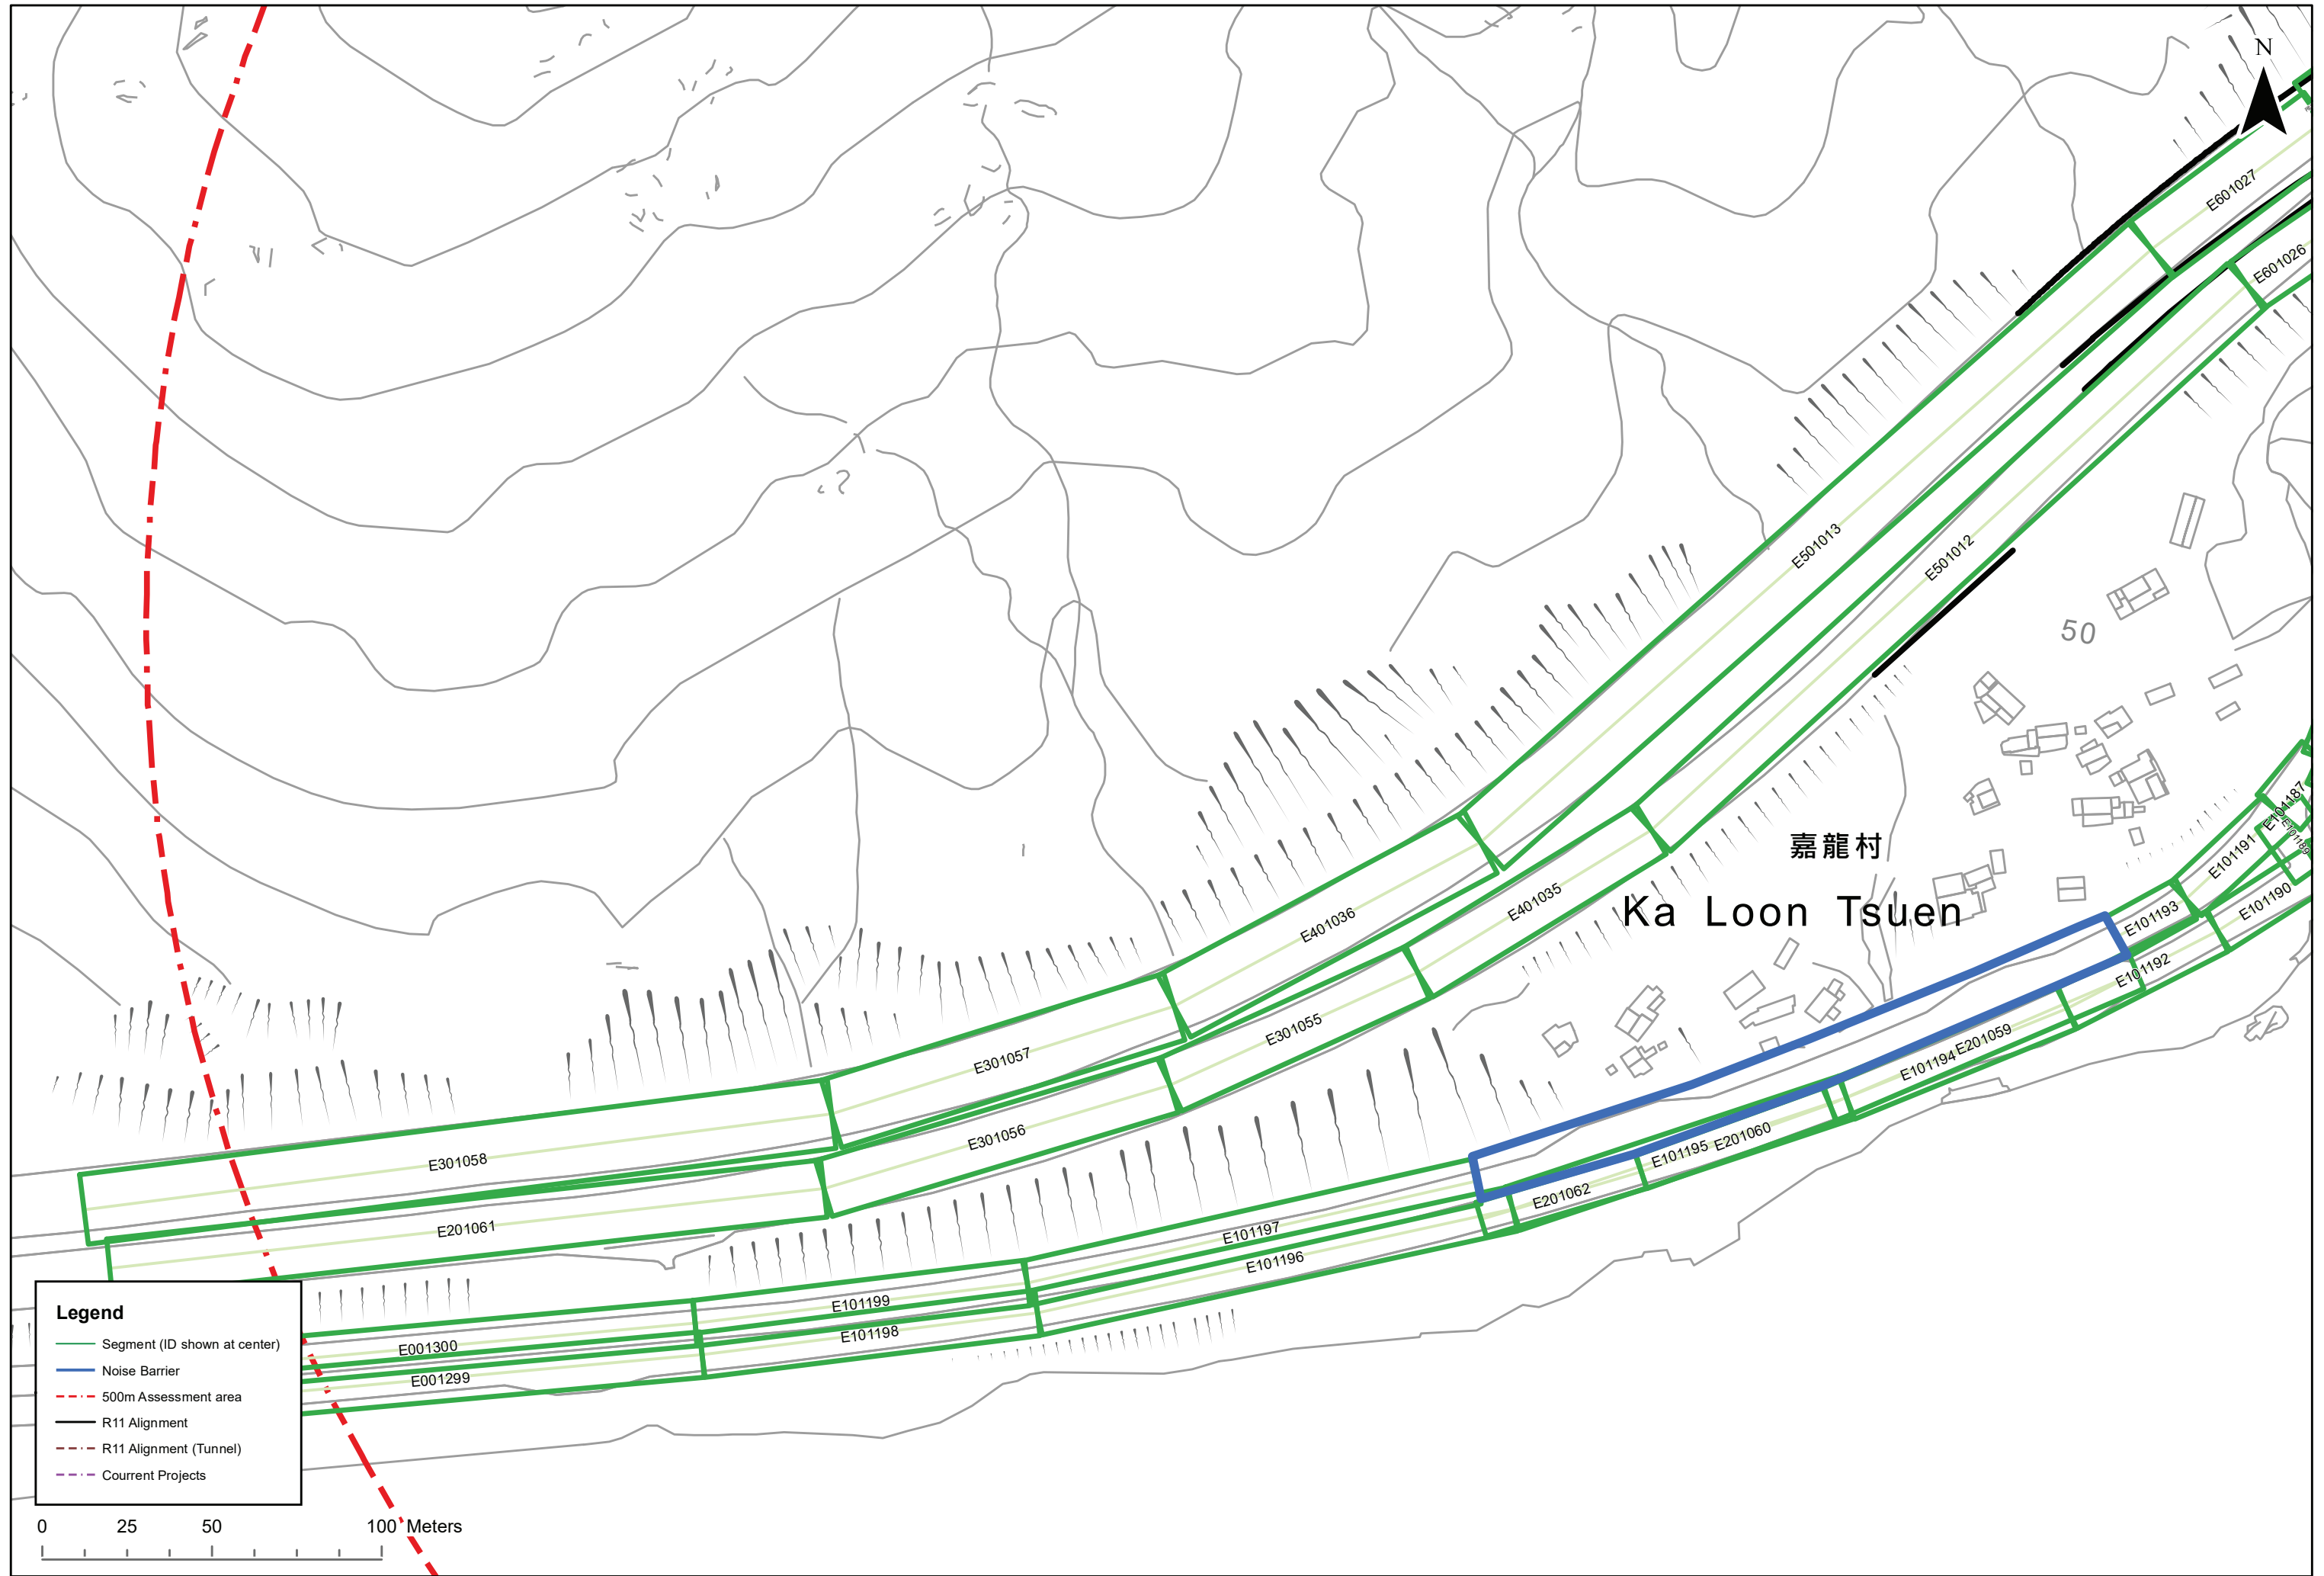 N
E601027
E601026
E501013
E501012
50
E101187
E101189
嘉龍村
E101191
Ka Loon Tsuen
E401035
E401036
E101190
E101193
E101192
E301055
E201059
E101194
E301057
E301056
E101195
E201060
E301058
E201062
E201061
E101197
E101196
E101199
E101198
E001300
E001299
Legend
Segment (ID shown at center)
Noise Barrier
500m Assessment area
R11 Alignment
R11 Alignment (Tunnel)
Courrent Projects
0 25 50 100 Meters